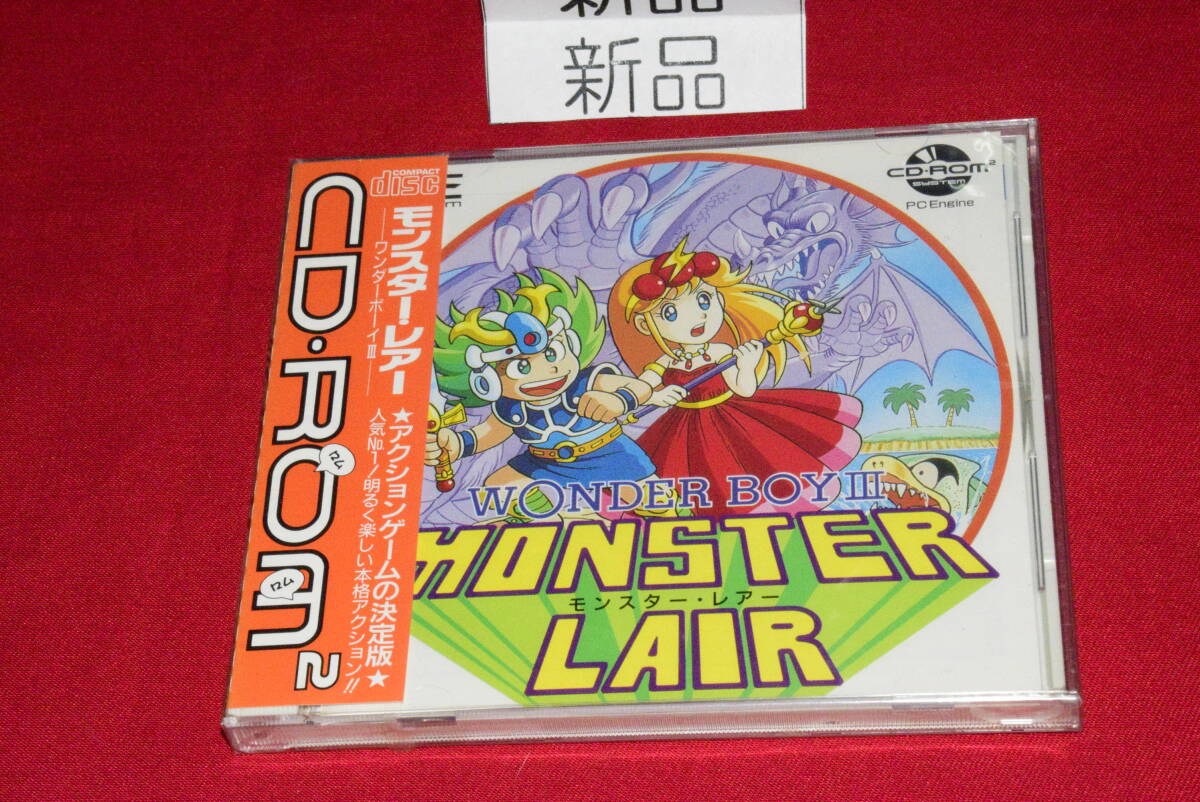 新品
新品
COMPACT
disc
CD-ROM²
ロム
ロム
モンスター・レアー
ワンダーボーイIII
★アクションゲームの決定版★
人気No.1!明るく楽しい本格アクション!!
CD-ROM²
SYSTEM
PC Engine
WONDER BOY III
MONSTER
モンスター・レアー
LAIR